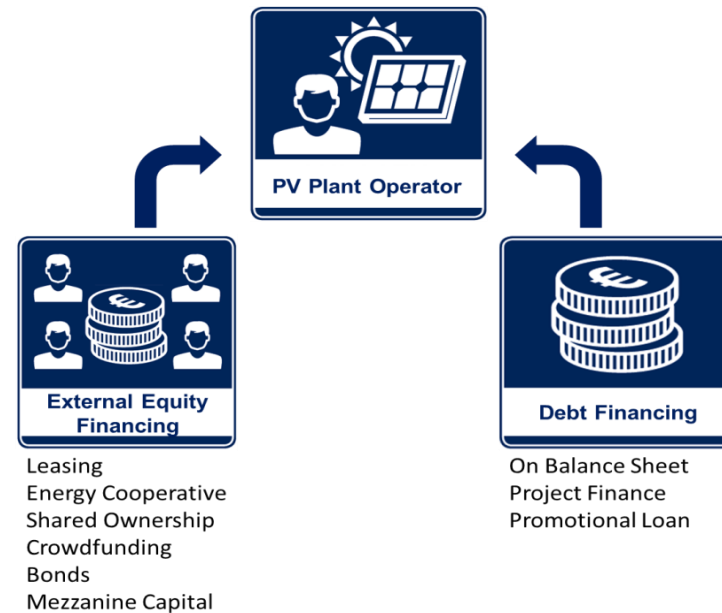 PV Plant Operator
External Equity
Financing
Leasing
Energy Cooperative
Shared Ownership
Crowdfunding
Bonds
Mezzanine Capital
Debt Financing
On Balance Sheet
Project Finance
Promotional Loan